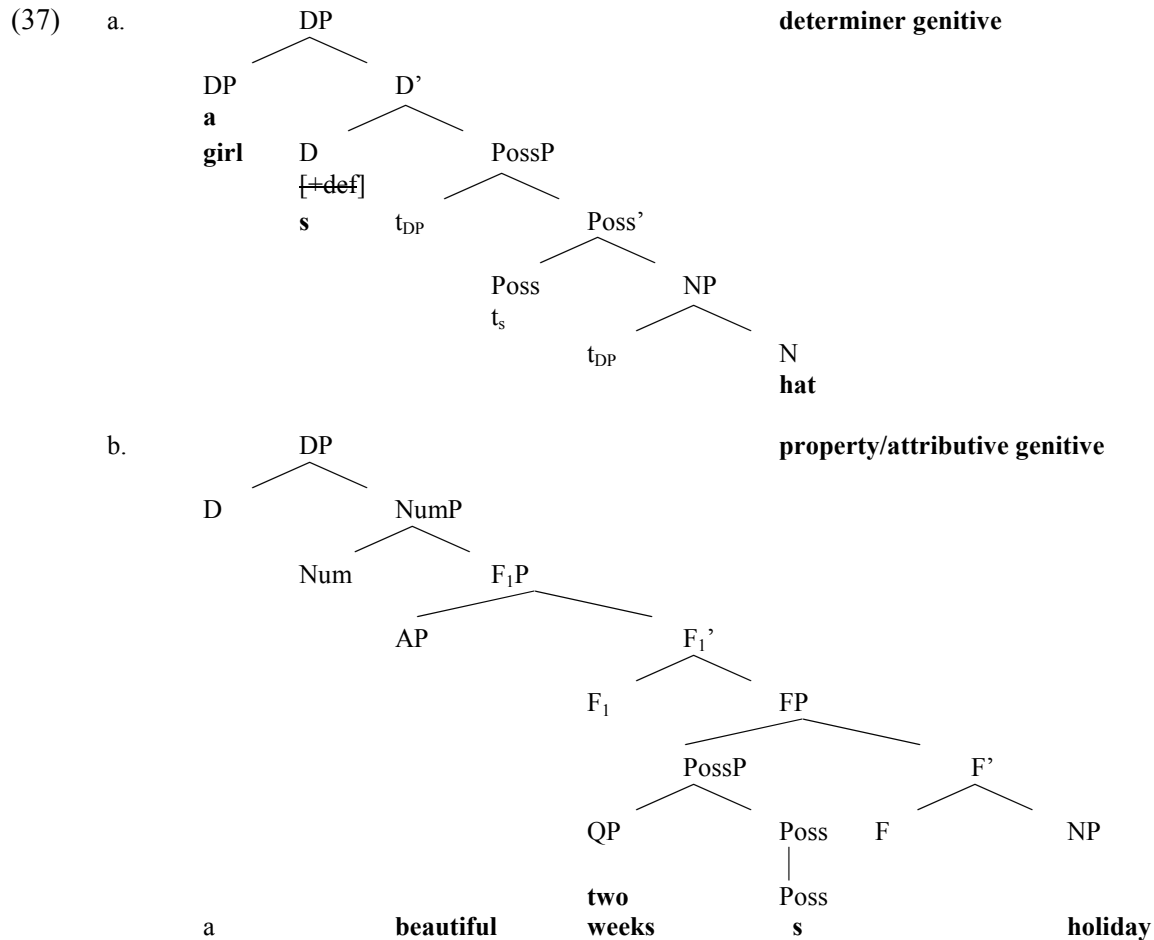 (37) a. DP determiner genitive
DP D’
a
girl D PossP
[+def]
s t_DP Poss’
Poss NP
t_s
t_DP N
hat
b. DP property/attributive genitive
D NumP
Num F₁P
AP F₁’
F₁ FP
PossP F’
QP Poss F NP
two Poss
a beautiful weeks s holiday